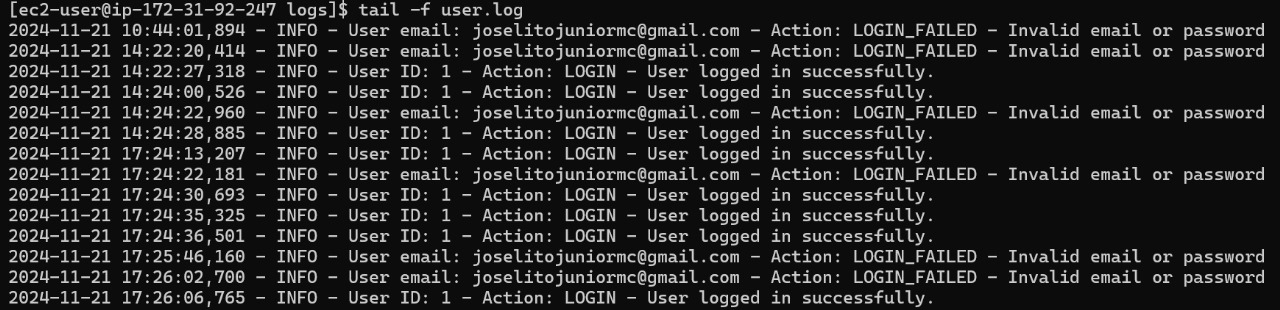 [ec2-user@ip-172-31-92-247 logs]$ tail -f user.log
2024-11-21 10:44:01,894 - INFO - User email: joselitojuniormc@gmail.com - Action: LOGIN_FAILED - Invalid email or password
2024-11-21 14:22:20,414 - INFO - User email: joselitojuniormc@gmail.com - Action: LOGIN_FAILED - Invalid email or password
2024-11-21 14:22:27,318 - INFO - User ID: 1 - Action: LOGIN - User logged in successfully.
2024-11-21 14:24:00,526 - INFO - User ID: 1 - Action: LOGIN - User logged in successfully.
2024-11-21 14:24:22,960 - INFO - User email: joselitojuniormc@gmail.com - Action: LOGIN_FAILED - Invalid email or password
2024-11-21 14:24:28,885 - INFO - User ID: 1 - Action: LOGIN - User logged in successfully.
2024-11-21 17:24:13,207 - INFO - User ID: 1 - Action: LOGIN - User logged in successfully.
2024-11-21 17:24:22,181 - INFO - User email: joselitojuniormc@gmail.com - Action: LOGIN_FAILED - Invalid email or password
2024-11-21 17:24:30,693 - INFO - User ID: 1 - Action: LOGIN - User logged in successfully.
2024-11-21 17:24:35,325 - INFO - User ID: 1 - Action: LOGIN - User logged in successfully.
2024-11-21 17:24:36,501 - INFO - User ID: 1 - Action: LOGIN - User logged in successfully.
2024-11-21 17:25:46,160 - INFO - User email: joselitojuniormc@gmail.com - Action: LOGIN_FAILED - Invalid email or password
2024-11-21 17:26:02,700 - INFO - User email: joselitojuniormc@gmail.com - Action: LOGIN_FAILED - Invalid email or password
2024-11-21 17:26:06,765 - INFO - User ID: 1 - Action: LOGIN - User logged in successfully.